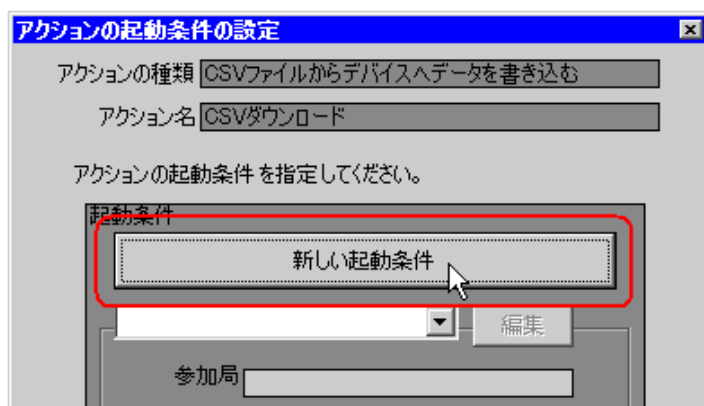 アクションの起動条件の設定
アクションの種類 CSVファイルからデバイスへデータを書き込む
アクション名 CSVダウンロード
アクションの起動条件を指定してください。
起動条件
新しい起動条件
編集
参加局